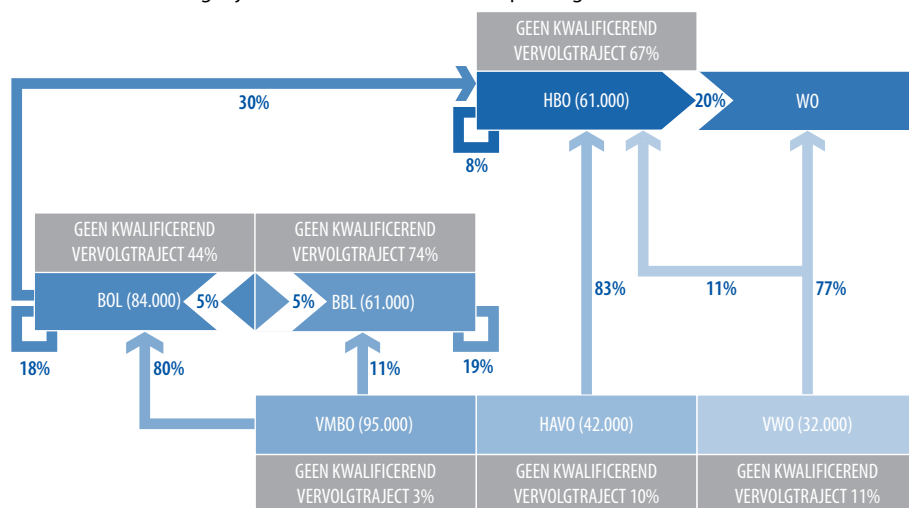 GEEN KWALIFICEREND
VERVOLGTRAJECT 67%
30%
HBO (61.000)
20%
WO
8%
GEEN KWALIFICEREND
VERVOLGTRAJECT 44%
GEEN KWALIFICEREND
VERVOLGTRAJECT 74%
BOL (84.000)
5%
5%
BBL (61.000)
83%
11%
77%
18%
80%
11%
19%
VMBO (95.000)
HAVO (42.000)
VWO (32.000)
GEEN KWALIFICEREND
VERVOLGTRAJECT 3%
GEEN KWALIFICEREND
VERVOLGTRAJECT 10%
GEEN KWALIFICEREND
VERVOLGTRAJECT 11%